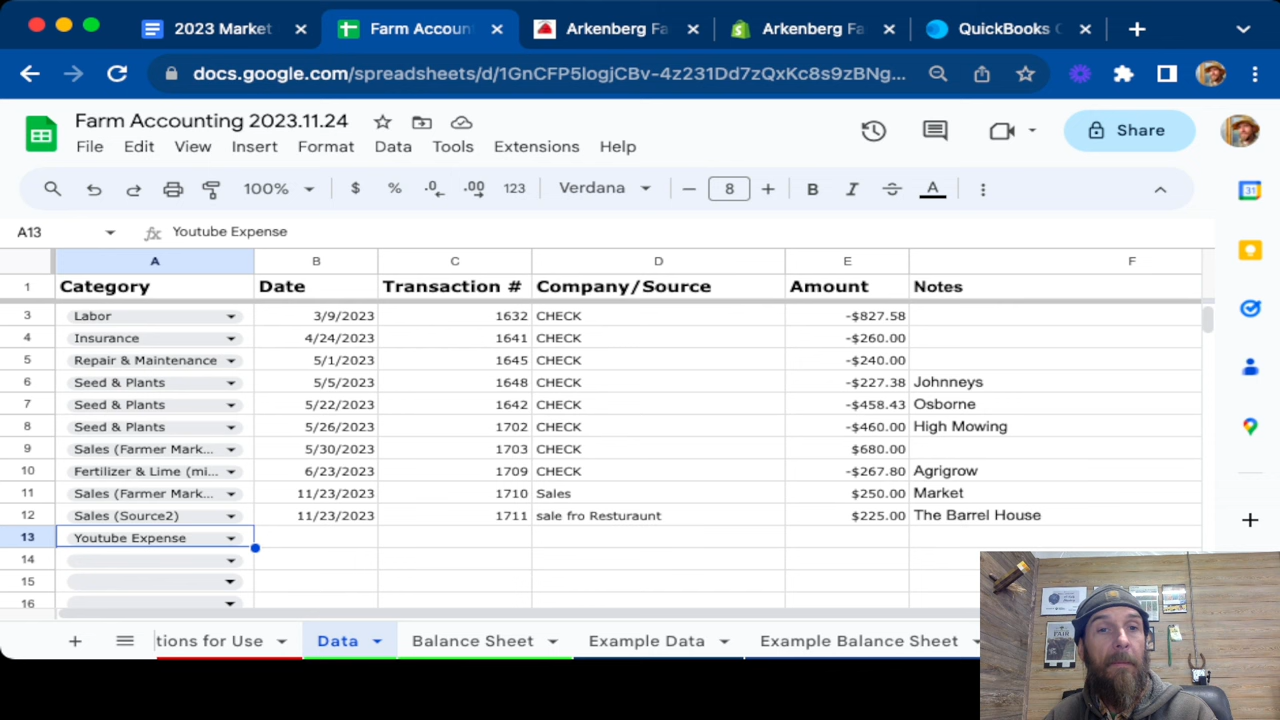 2023 Market
Farm Accoun
Arkenberg Fa
Arkenberg Fa
QuickBooks
docs.google.com/spreadsheets/d/1GnCFP5IogjCBv-4z231Dd7zQxKc8s9zBNg...
Farm Accounting 2023.11.24
File Edit View Insert Format Data Tools Extensions Help
Share
100% $ % .0 .00 123 Verdana 8 B I S A
A13 fx Youtube Expense
A B C D E F
1 Category Date Transaction # Company/Source Amount Notes
3 Labor 3/9/2023 1632 CHECK -$827.58
4 Insurance 4/24/2023 1641 CHECK -$260.00
5 Repair & Maintenance 5/1/2023 1645 CHECK -$240.00
6 Seed & Plants 5/5/2023 1648 CHECK -$227.38 Johnneys
7 Seed & Plants 5/22/2023 1642 CHECK -$458.43 Osborne
8 Seed & Plants 5/26/2023 1702 CHECK -$460.00 High Mowing
9 Sales (Farmer Mark... 5/30/2023 1703 CHECK $680.00
10 Fertilizer & Lime (mi... 6/23/2023 1709 CHECK -$267.80 Agrigrow
11 Sales (Farmer Mark... 11/23/2023 1710 Sales $250.00 Market
12 Sales (Source2) 11/23/2023 1711 sale fro Resturaunt $225.00 The Barrel House
13 Youtube Expense
14
15
16
tions for Use Data Balance Sheet Example Data Example Balance Sheet
31